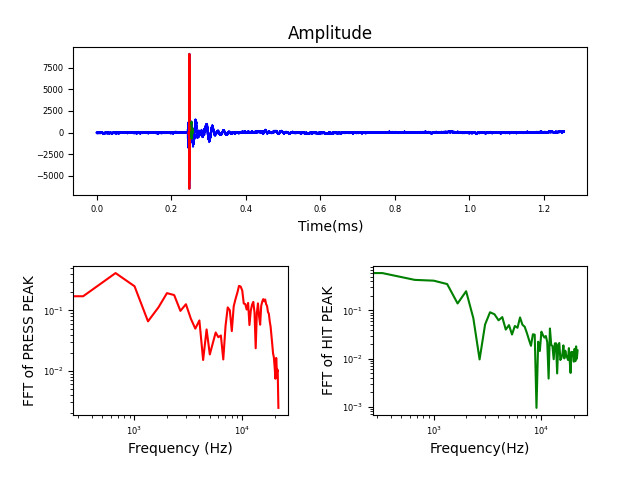 Amplitude
7500
5000
2500
0
−2500
−5000
0.0 0.2 0.4 0.6 0.8 1.0 1.2
Time(ms)
FFT of PRESS PEAK
10⁻¹
10⁻²
10³ 10⁴
Frequency (Hz)
FFT of HIT PEAK
10⁻¹
10⁻²
10⁻³
10³ 10⁴
Frequency(Hz)